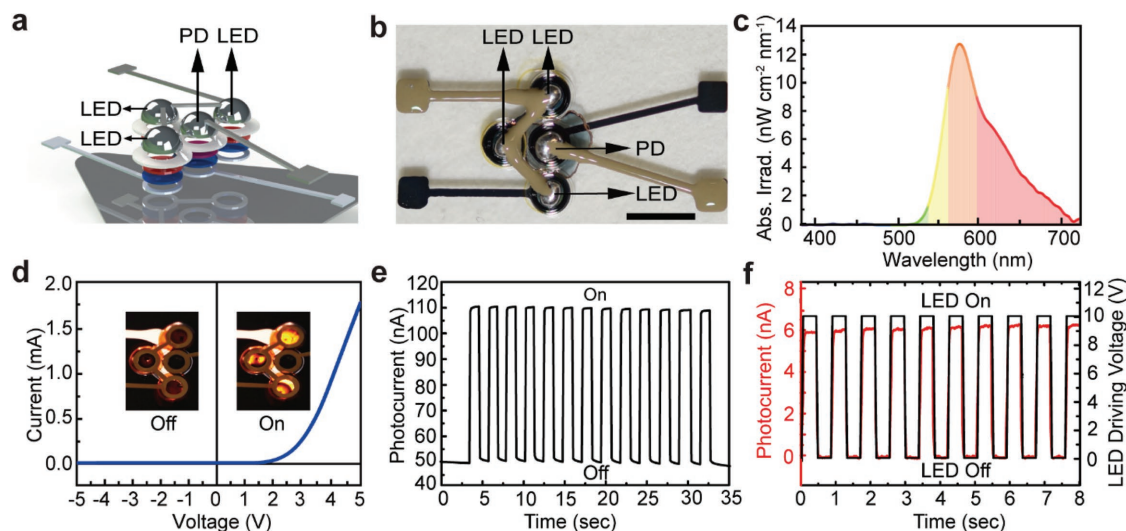 a
PD LED
LED
LED
b
LED LED
PD
LED
c
Abs. Irrad. (nW cm-2 nm-1)
14
12
10
8
6
4
2
0
400 500 600 700
Wavelength (nm)
d
Current (mA)
2.0
1.5
1.0
0.5
0.0
Off On
-5 -4 -3 -2 -1 0 1 2 3 4 5
Voltage (V)
e
Photocurrent (nA)
120
110
100
90
80
70
60
50
40
On
Off
0 5 10 15 20 25 30 35
Time (sec)
f
Photocurrent (nA)
8
6
4
2
0
LED On
LED Off
12
10
8
6
4
2
0
LED Driving Voltage (V)
0 1 2 3 4 5 6 7 8
Time (sec)